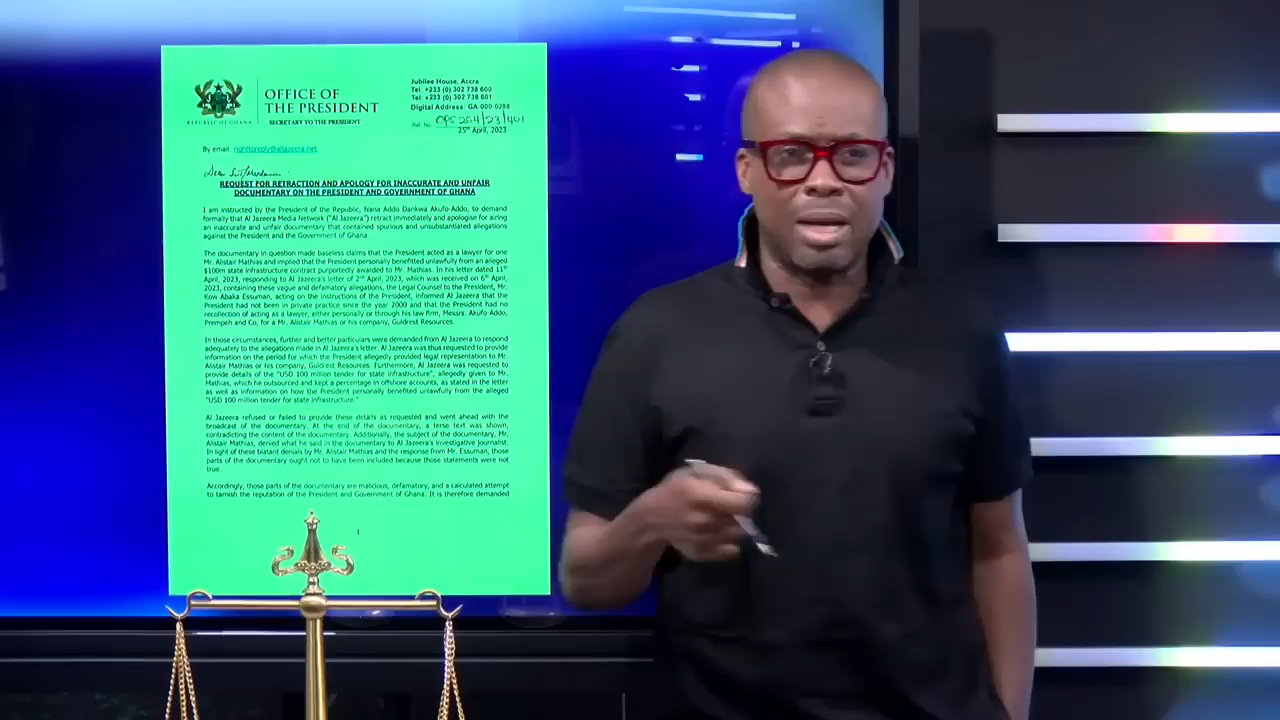 OFFICE OF
THE PRESIDENT
SECRETARY TO THE PRESIDENT
REPUBLIC OF GHANA
Jubilee House, Accra
Tel: +233 (0) 302 738 600
Tel: +233 (0) 302 738 601
Digital Address: GA-000-0288
Ref. No. OPS 254/23/401
25th April, 2023
By email: righttoreply@aljazeera.net
Dear Sir/Madam:
REQUEST FOR RETRACTION AND APOLOGY FOR INACCURATE AND UNFAIR
DOCUMENTARY ON THE PRESIDENT AND GOVERNMENT OF GHANA
I am instructed by the President of the Republic, Nana Addo Dankwa Akufo-Addo, to demand
formally that Al Jazeera Media Network ("Al Jazeera") retract immediately and apologise for airing
an inaccurate and unfair documentary that contained spurious and unsubstantiated allegations
against the President and the Government of Ghana.
The documentary in question made baseless claims that the President acted as a lawyer for one
Mr. Alistair Mathias and implied that the President personally benefitted unlawfully from an alleged
$100m state infrastructure contract purportedly awarded to Mr. Mathias. In his letter dated 11th
April, 2023, responding to Al Jazeera's letter of 2nd April, 2023, which was received on 6th April,
2023, containing these vague and defamatory allegations, the Legal Counsel to the President, Mr.
Kow Abaka Essuman, acting on the instructions of the President, informed Al Jazeera that the
President had not been in private practice since the year 2000 and that the President had no
recollection of acting as a lawyer, either personally or through his law firm, Messrs. Akufo-Addo,
Prempeh and Co, for a Mr. Alistair Mathias or his company, Guldrest Resources.
In those circumstances, further and better particulars were demanded from Al Jazeera to respond
adequately to the allegations made in Al Jazeera's letter. Al Jazeera was thus requested to provide
information on the period for which the President allegedly provided legal representation to Mr.
Alistair Mathias or his company, Guldrest Resources. Furthermore, Al Jazeera was requested to
provide details of the "USD 100 million tender for state infrastructure", allegedly given to Mr.
Mathias, which he outsourced and kept a percentage in offshore accounts, as stated in the letter
as well as information on how the President personally benefited unlawfully from the alleged
"USD 100 million tender for state infrastructure."
Al Jazeera refused or failed to provide these details as requested and went ahead with the
broadcast of the documentary. At the end of the documentary, a terse text was shown,
contradicting the content of the documentary. Additionally, the subject of the documentary, Mr.
Alistair Mathias, denied what he said in the documentary to Al Jazeera's investigative journalist.
In light of these blatant denials by Mr. Alistair Mathias and the response from Mr. Essuman, those
parts of the documentary ought not to have been included because those statements were not
true.
Accordingly, those parts of the documentary are malicious, defamatory, and a calculated attempt
to tarnish the reputation of the President and Government of Ghana. It is therefore demanded
1